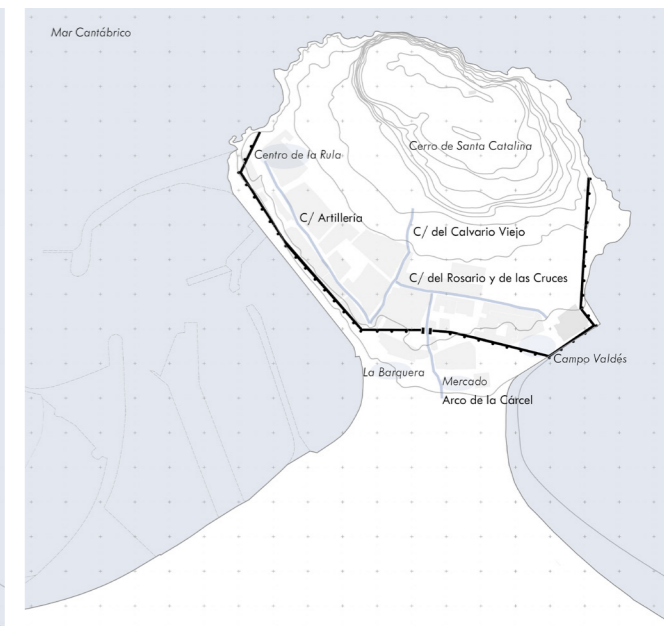 Mar Cantábrico
Centro de la Rula
Cerro de Santa Catalina
C/ Artilleria
C/ del Calvario Viejo
C/ del Rosario y de las Cruces
Campo Valdés
La Barquera
Mercado
Arco de la Cárcel